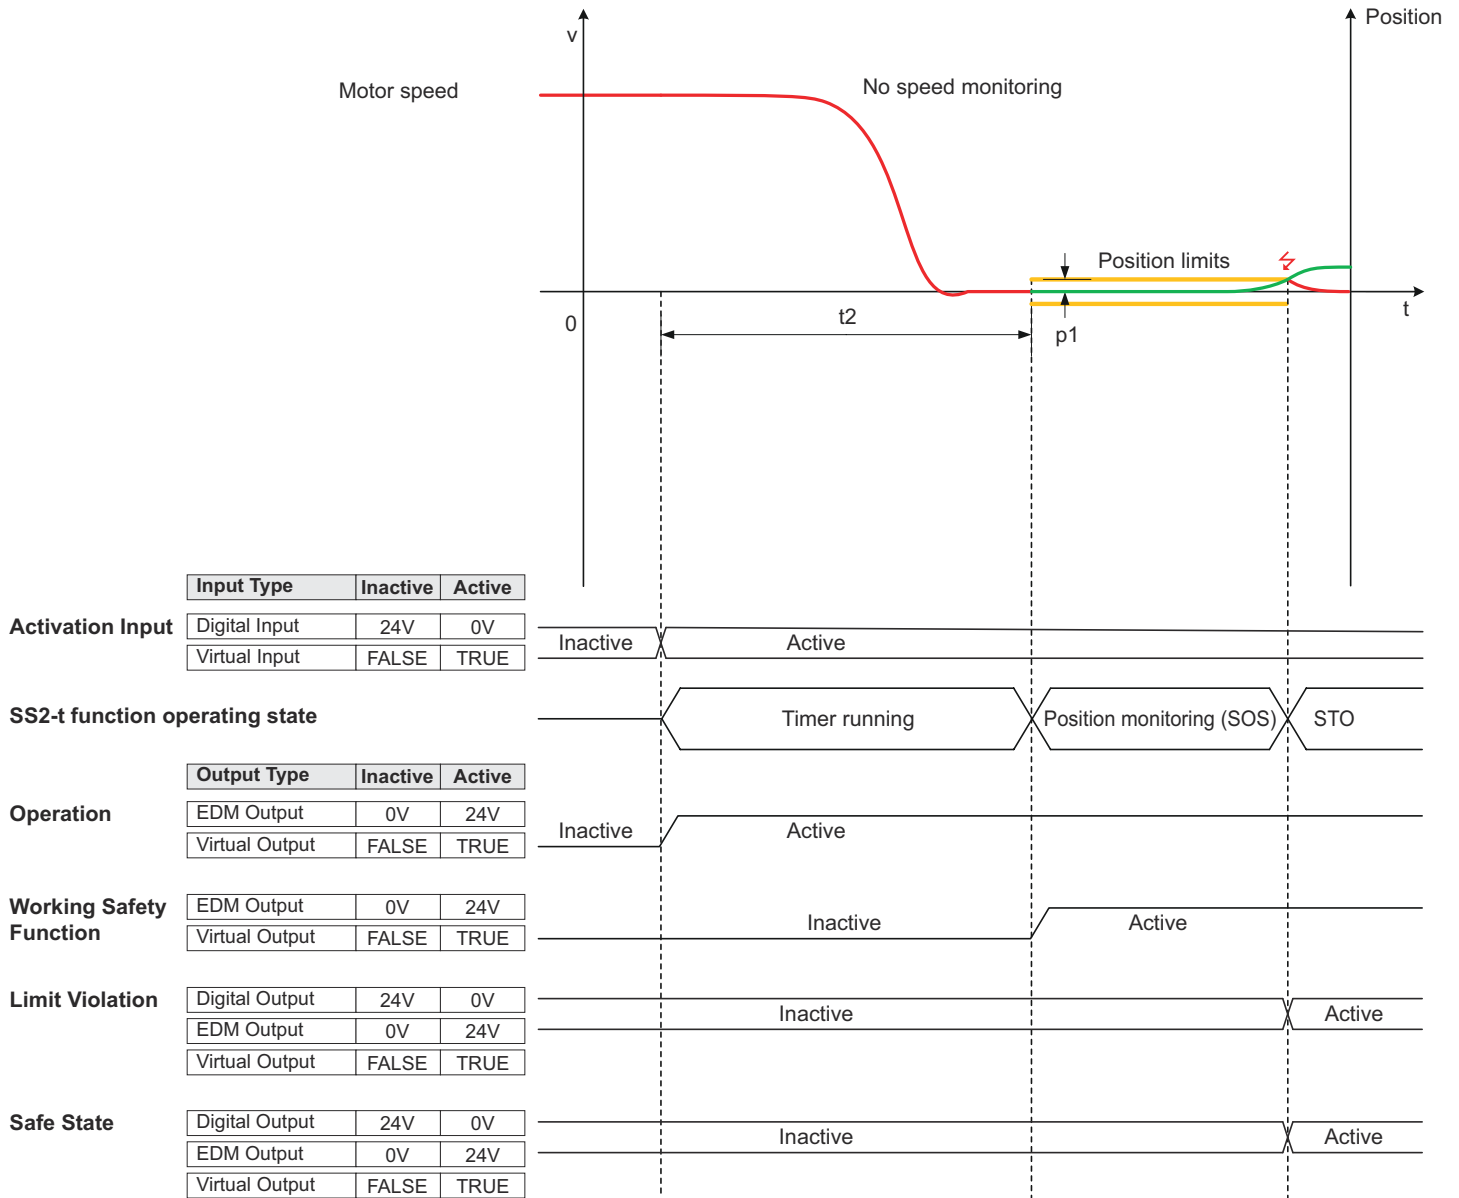 Position
v
Motor speed
No speed monitoring
Position limits
0
t2
p1
t
Input Type Inactive Active
Activation Input Digital Input 24V 0V
Virtual Input FALSE TRUE
Inactive Active
SS2-t function operating state
Timer running Position monitoring (SOS) STO
Output Type Inactive Active
Operation EDM Output 0V 24V
Virtual Output FALSE TRUE
Inactive Active
Working Safety
Function
EDM Output 0V 24V
Virtual Output FALSE TRUE
Inactive Active
Limit Violation Digital Output 24V 0V
EDM Output 0V 24V
Virtual Output FALSE TRUE
Inactive Active
Safe State Digital Output 24V 0V
EDM Output 0V 24V
Virtual Output FALSE TRUE
Inactive Active